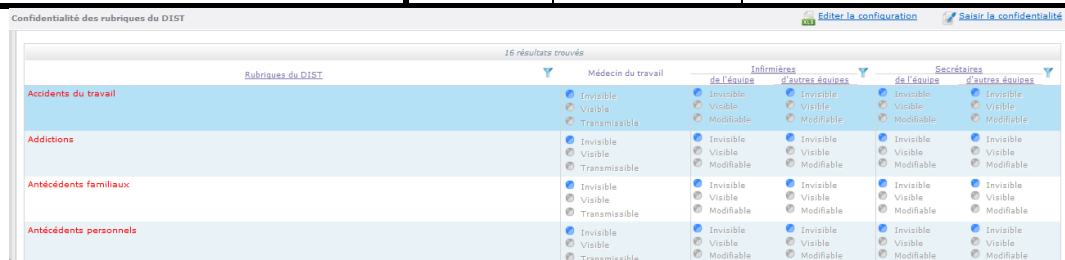 Confidentialité des rubriques du DIST Editer la configuration Saisir la confidentialité
16 résultats trouvés
Rubriques du DIST Médecin du travail Infirmières Secrétaires
de l'équipe d'autres équipes de l'équipe d'autres équipes
Accidents du travail Invisible Invisible Invisible Invisible Invisible
Visible Visible Visible Visible Visible
Transmissible Modifiable Modifiable Modifiable Modifiable
Addictions Invisible Invisible Invisible Invisible Invisible
Visible Visible Visible Visible Visible
Transmissible Modifiable Modifiable Modifiable Modifiable
Antécédents familiaux Invisible Invisible Invisible Invisible Invisible
Visible Visible Visible Visible Visible
Transmissible Modifiable Modifiable Modifiable Modifiable
Antécédents personnels Invisible Invisible Invisible Invisible Invisible
Visible Visible Visible Visible Visible
Transmissible Modifiable Modifiable Modifiable Modifiable